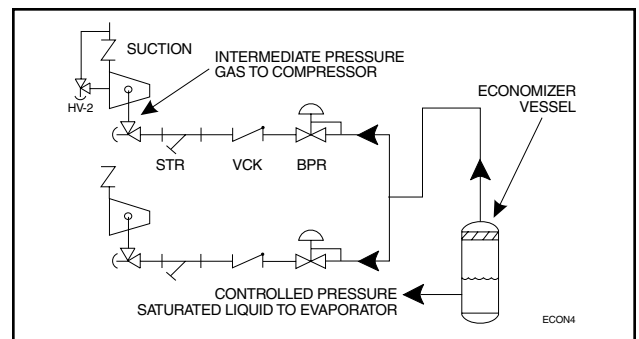 SUCTION
INTERMEDIATE PRESSURE
GAS TO COMPRESSOR
HV-2
ECONOMIZER
VESSEL
STR
VCK
BPR
CONTROLLED PRESSURE
SATURATED LIQUID TO EVAPORATOR
ECON4